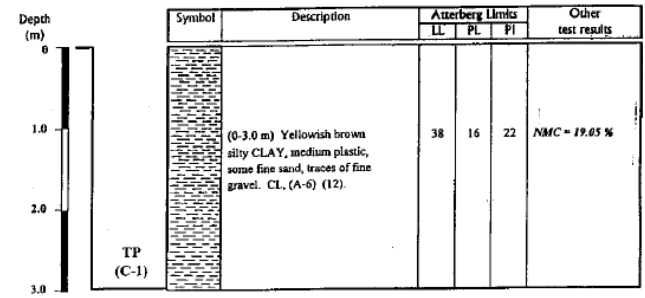 Depth
(m)
Symbol
Description
Atterberg Limits
LL PL PI
Other
test results
0
1.0
2.0
3.0
TP
(C-1)
(0-3.0 m) Yellowish brown
silty CLAY, medium plastic,
some fine sand, traces of fine
gravel. CL, (A-6) (12).
38 16 22 NMC = 19.05 %